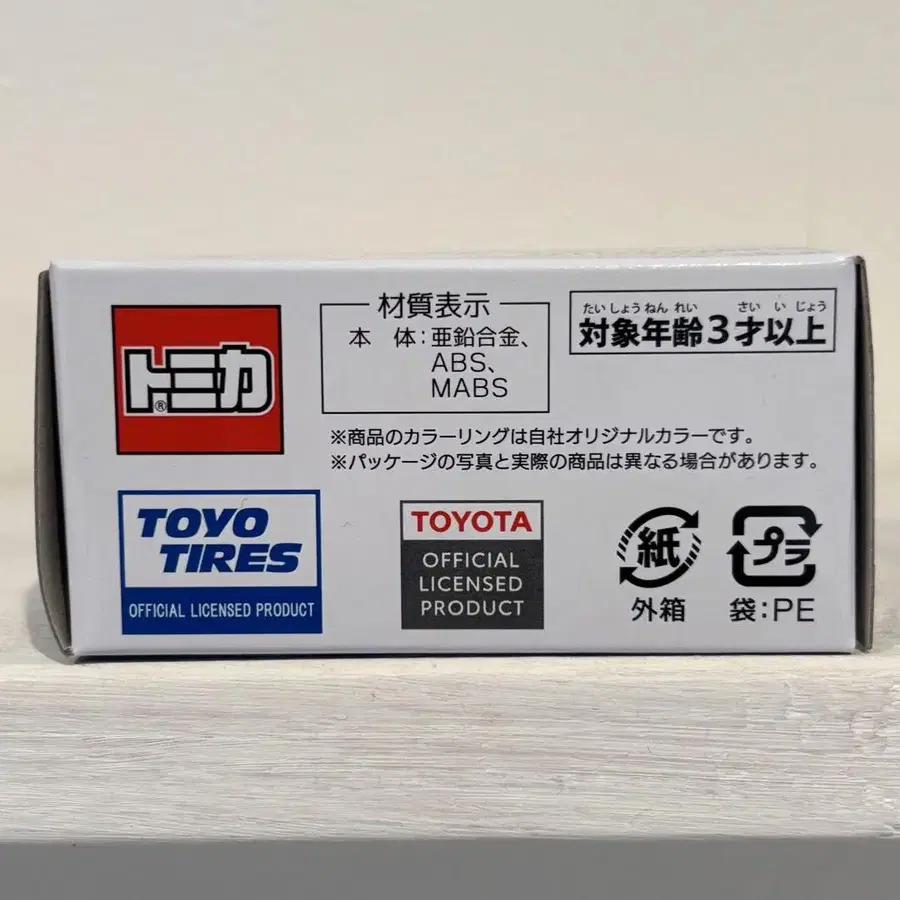 トミカ®
材質表示
本 体:亜鉛合金、
ABS、
MABS
たいしょうねんれい さいいじょう
対象年齢3才以上
※商品のカラーリングは自社オリジナルカラーです。
※パッケージの写真と実際の商品は異なる場合があります。
TOYO
TIRES
OFFICIAL LICENSED PRODUCT
TOYOTA
OFFICIAL
LICENSED
PRODUCT
紙
外箱
プラ
袋:PE